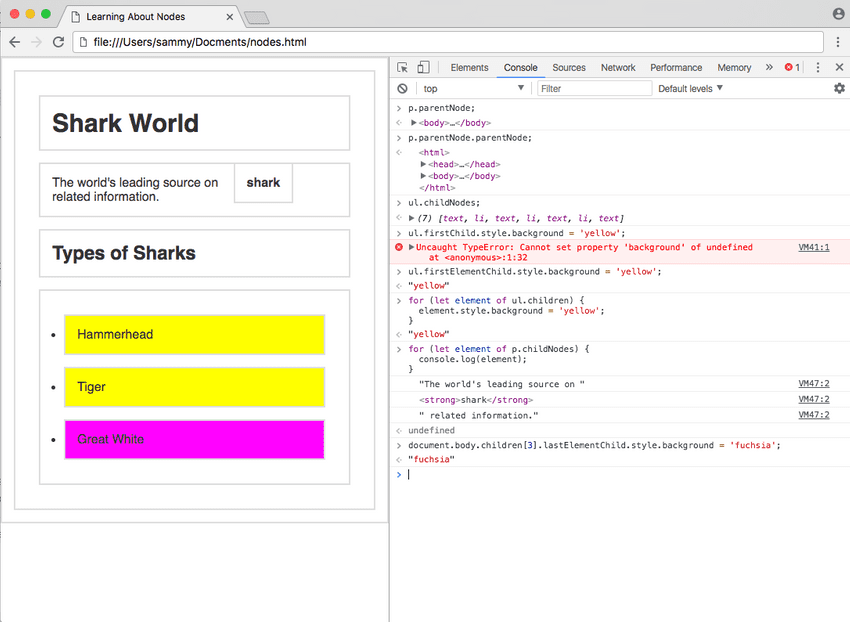 Learning About Nodes
file:///Users/sammy/Docments/nodes.html
Shark World
The world's leading source on shark
related information.
Types of Sharks
Hammerhead
Tiger
Great White
Elements Console Sources Network Performance Memory » 1
top Filter Default levels
p.parentNode;
<body>…</body>
p.parentNode.parentNode;
<html>
<head>…</head>
<body>…</body>
</html>
ul.childNodes;
(7) [text, li, text, li, text, li, text]
ul.firstChild.style.background = 'yellow';
Uncaught TypeError: Cannot set property 'background' of undefined VM41:1
at <anonymous>:1:32
ul.firstElementChild.style.background = 'yellow';
"yellow"
for (let element of ul.children) {
element.style.background = 'yellow';
}
"yellow"
for (let element of p.childNodes) {
console.log(element);
}
"The world's leading source on " VM47:2
<strong>shark</strong> VM47:2
" related information." VM47:2
undefined
document.body.children[3].lastElementChild.style.background = 'fuchsia';
"fuchsia"